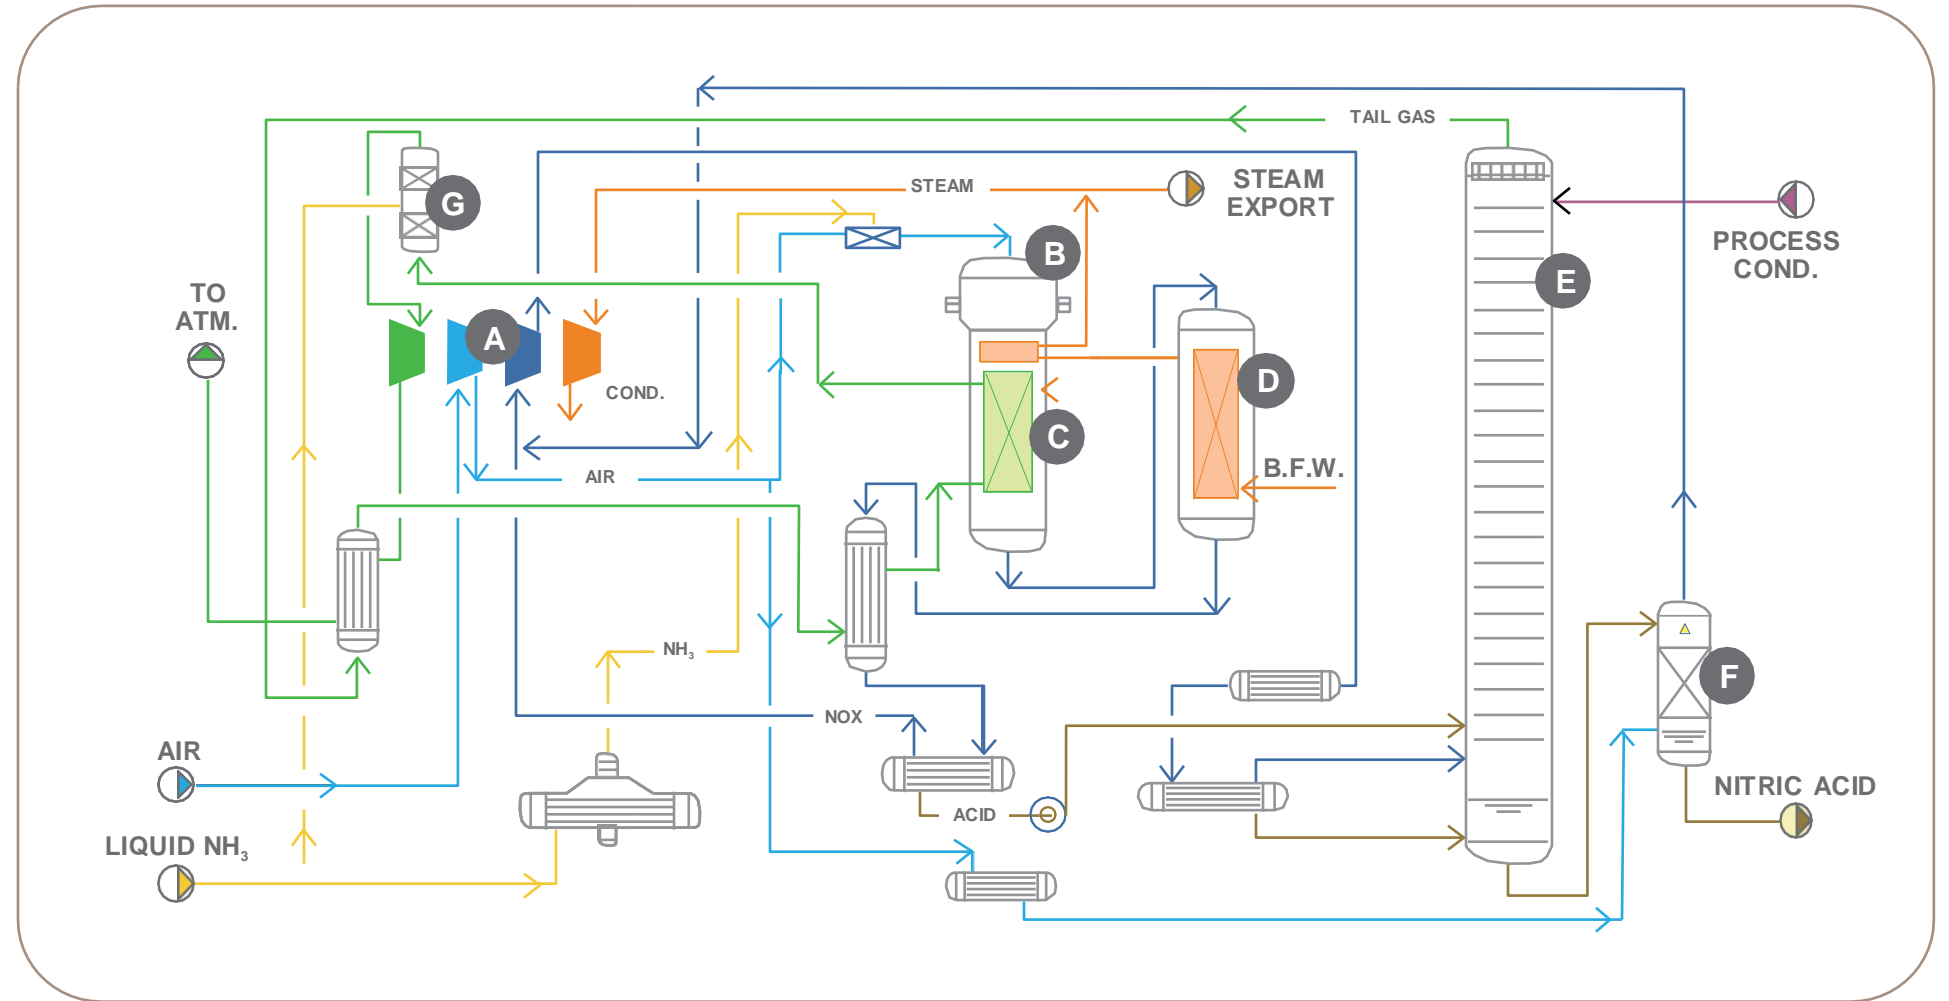 TAIL GAS
STEAM
STEAM
EXPORT
G
B
PROCESS
COND.
E
TO
ATM.
A
COND.
D
C
B.F.W.
AIR
NH₃
F
NOX
AIR
NITRIC ACID
ACID
LIQUID NH₃